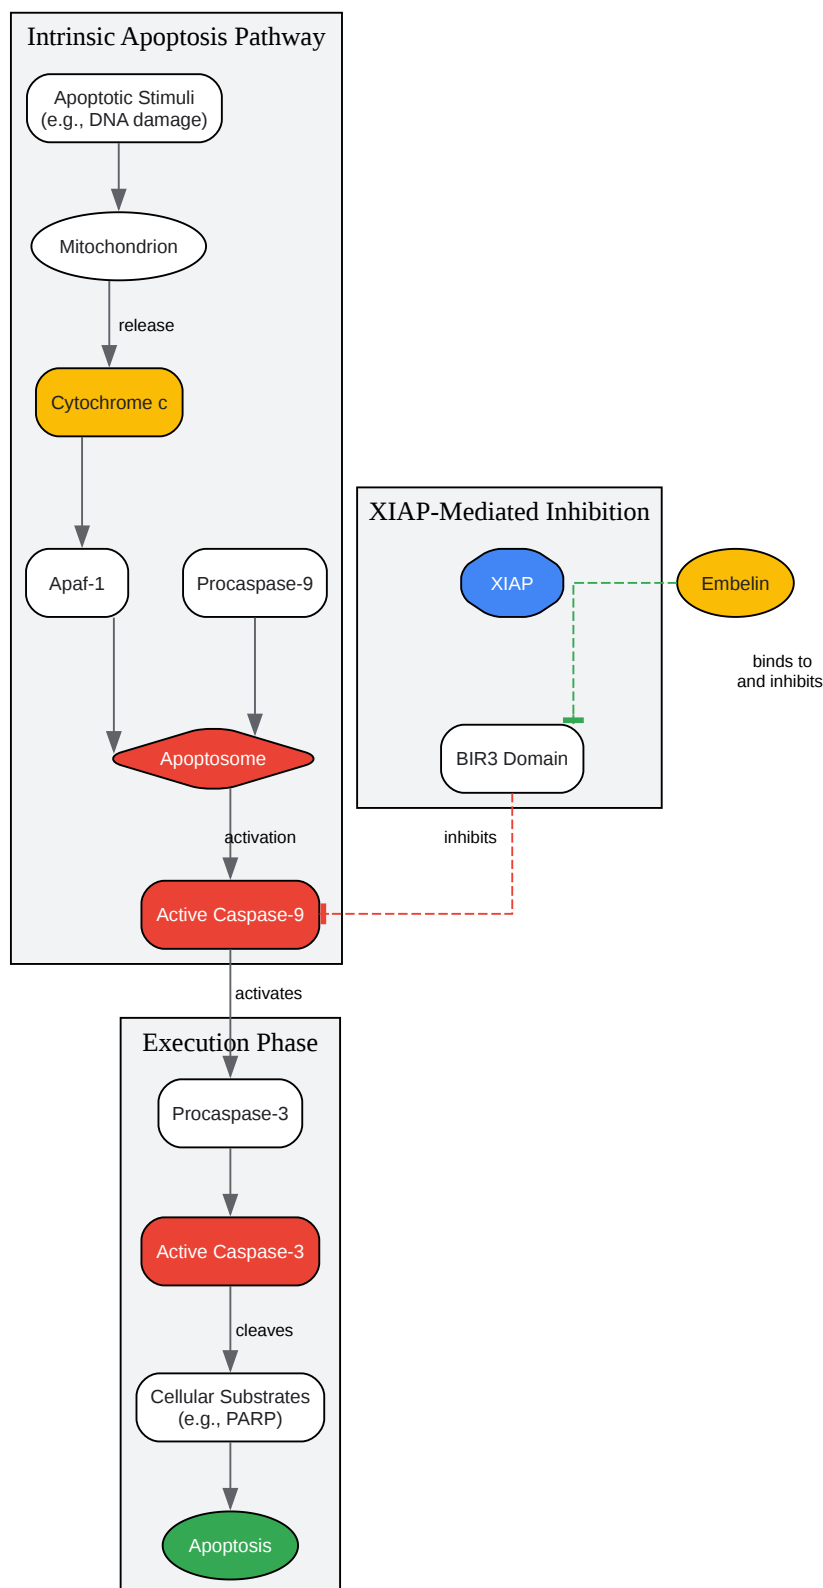 Intrinsic Apoptosis Pathway
Apoptotic Stimuli
(e.g., DNA damage)
Mitochondrion
release
Cytochrome c
Apaf-1
Procaspase-9
Apoptosome
activation
Active Caspase-9
XIAP-Mediated Inhibition
XIAP
Embelin
binds to
and inhibits
BIR3 Domain
inhibits
activates
Execution Phase
Procaspase-3
Active Caspase-3
cleaves
Cellular Substrates
(e.g., PARP)
Apoptosis